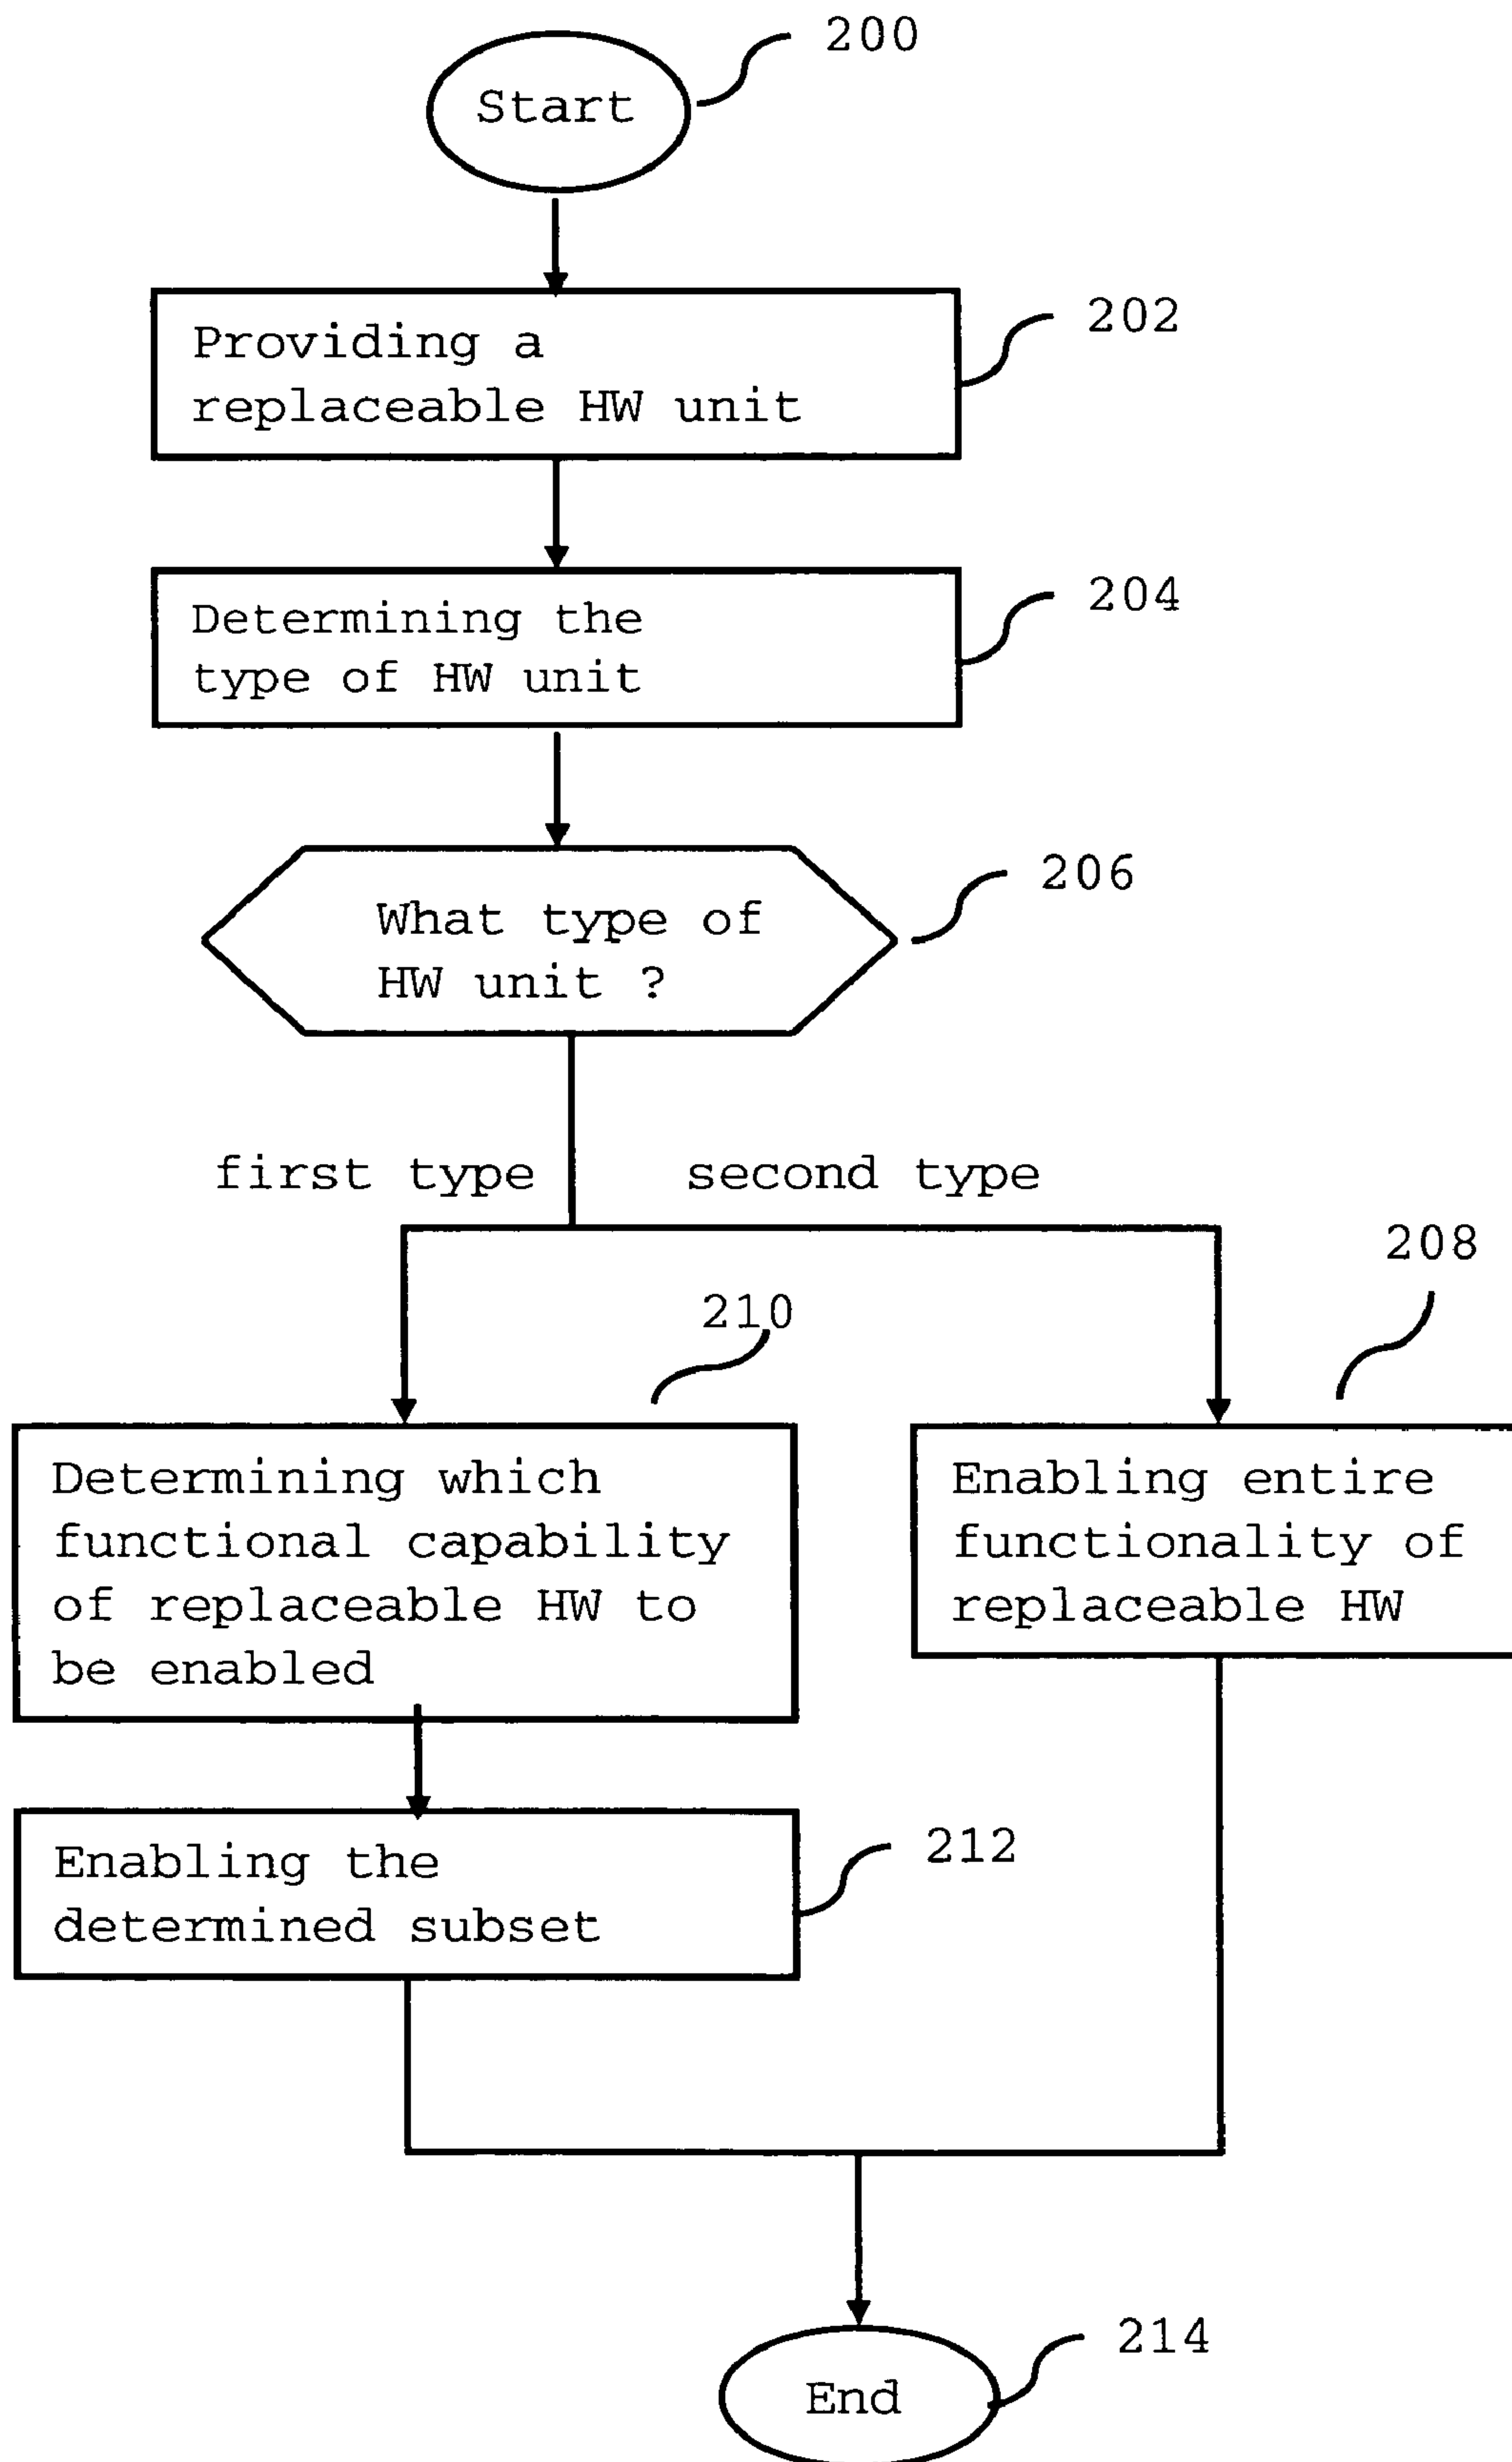 200
Start
202
Providing a
replaceable HW unit
204
Determining the
type of HW unit
206
What type of
HW unit ?
first type
second type
208
210
Determining which
functional capability
of replaceable HW to
be enabled
Enabling entire
functionality of
replaceable HW
212
Enabling the
determined subset
214
End